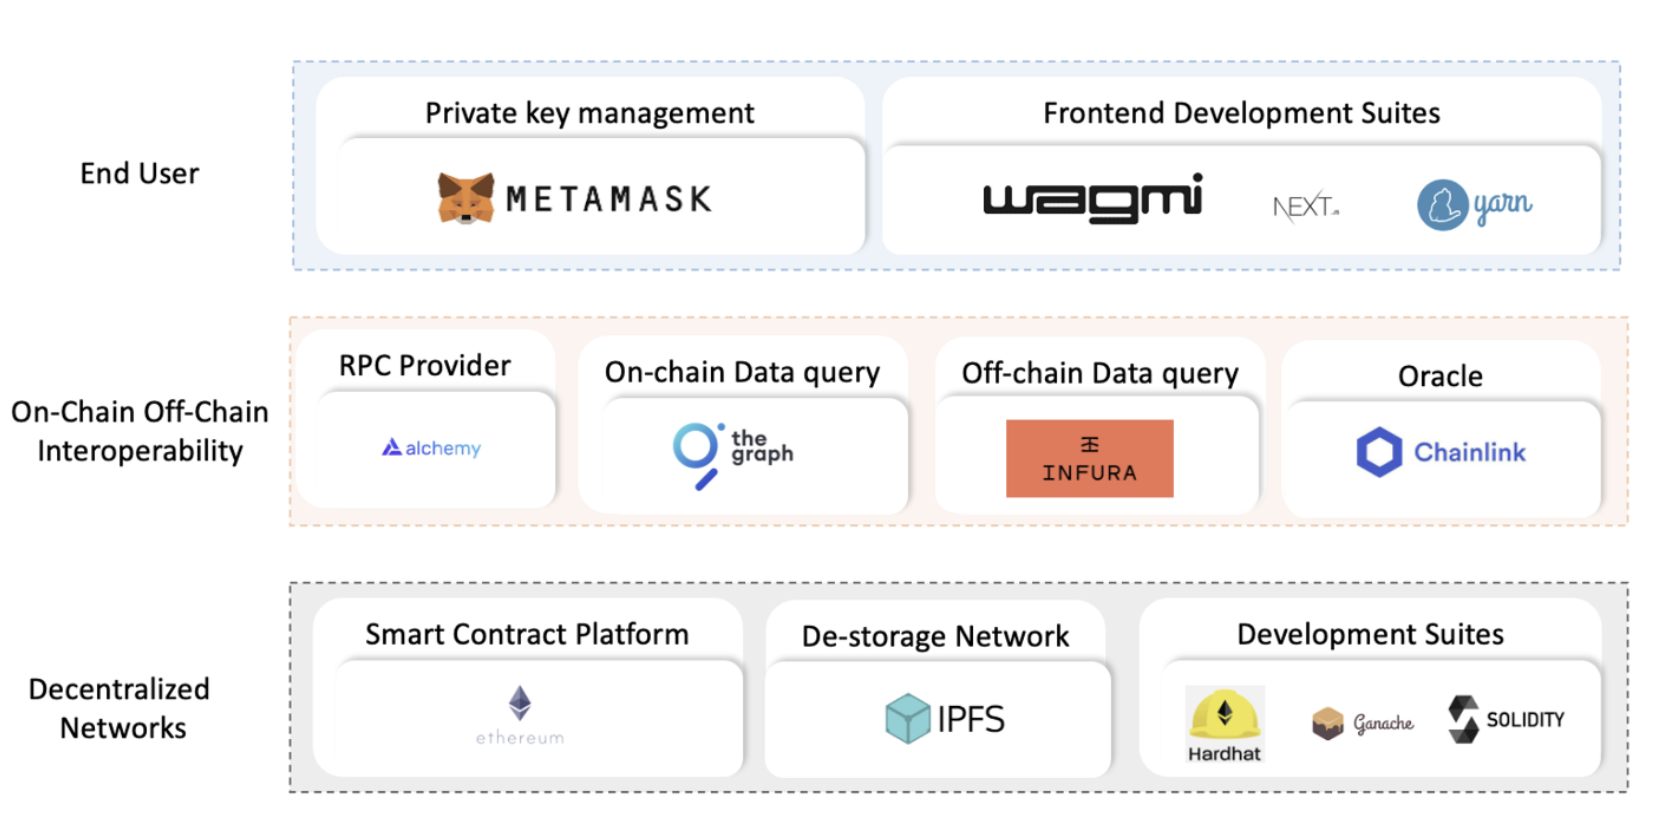 End User
Private key management
METAMASK
Frontend Development Suites
wagmi
NEXT.JS
yarn
On-Chain Off-Chain
Interoperability
RPC Provider
alchemy
On-chain Data query
the
graph
Off-chain Data query
INFURA
Oracle
Chainlink
Decentralized
Networks
Smart Contract Platform
ethereum
De-storage Network
IPFS
Development Suites
Hardhat
Ganache
SOLIDITY